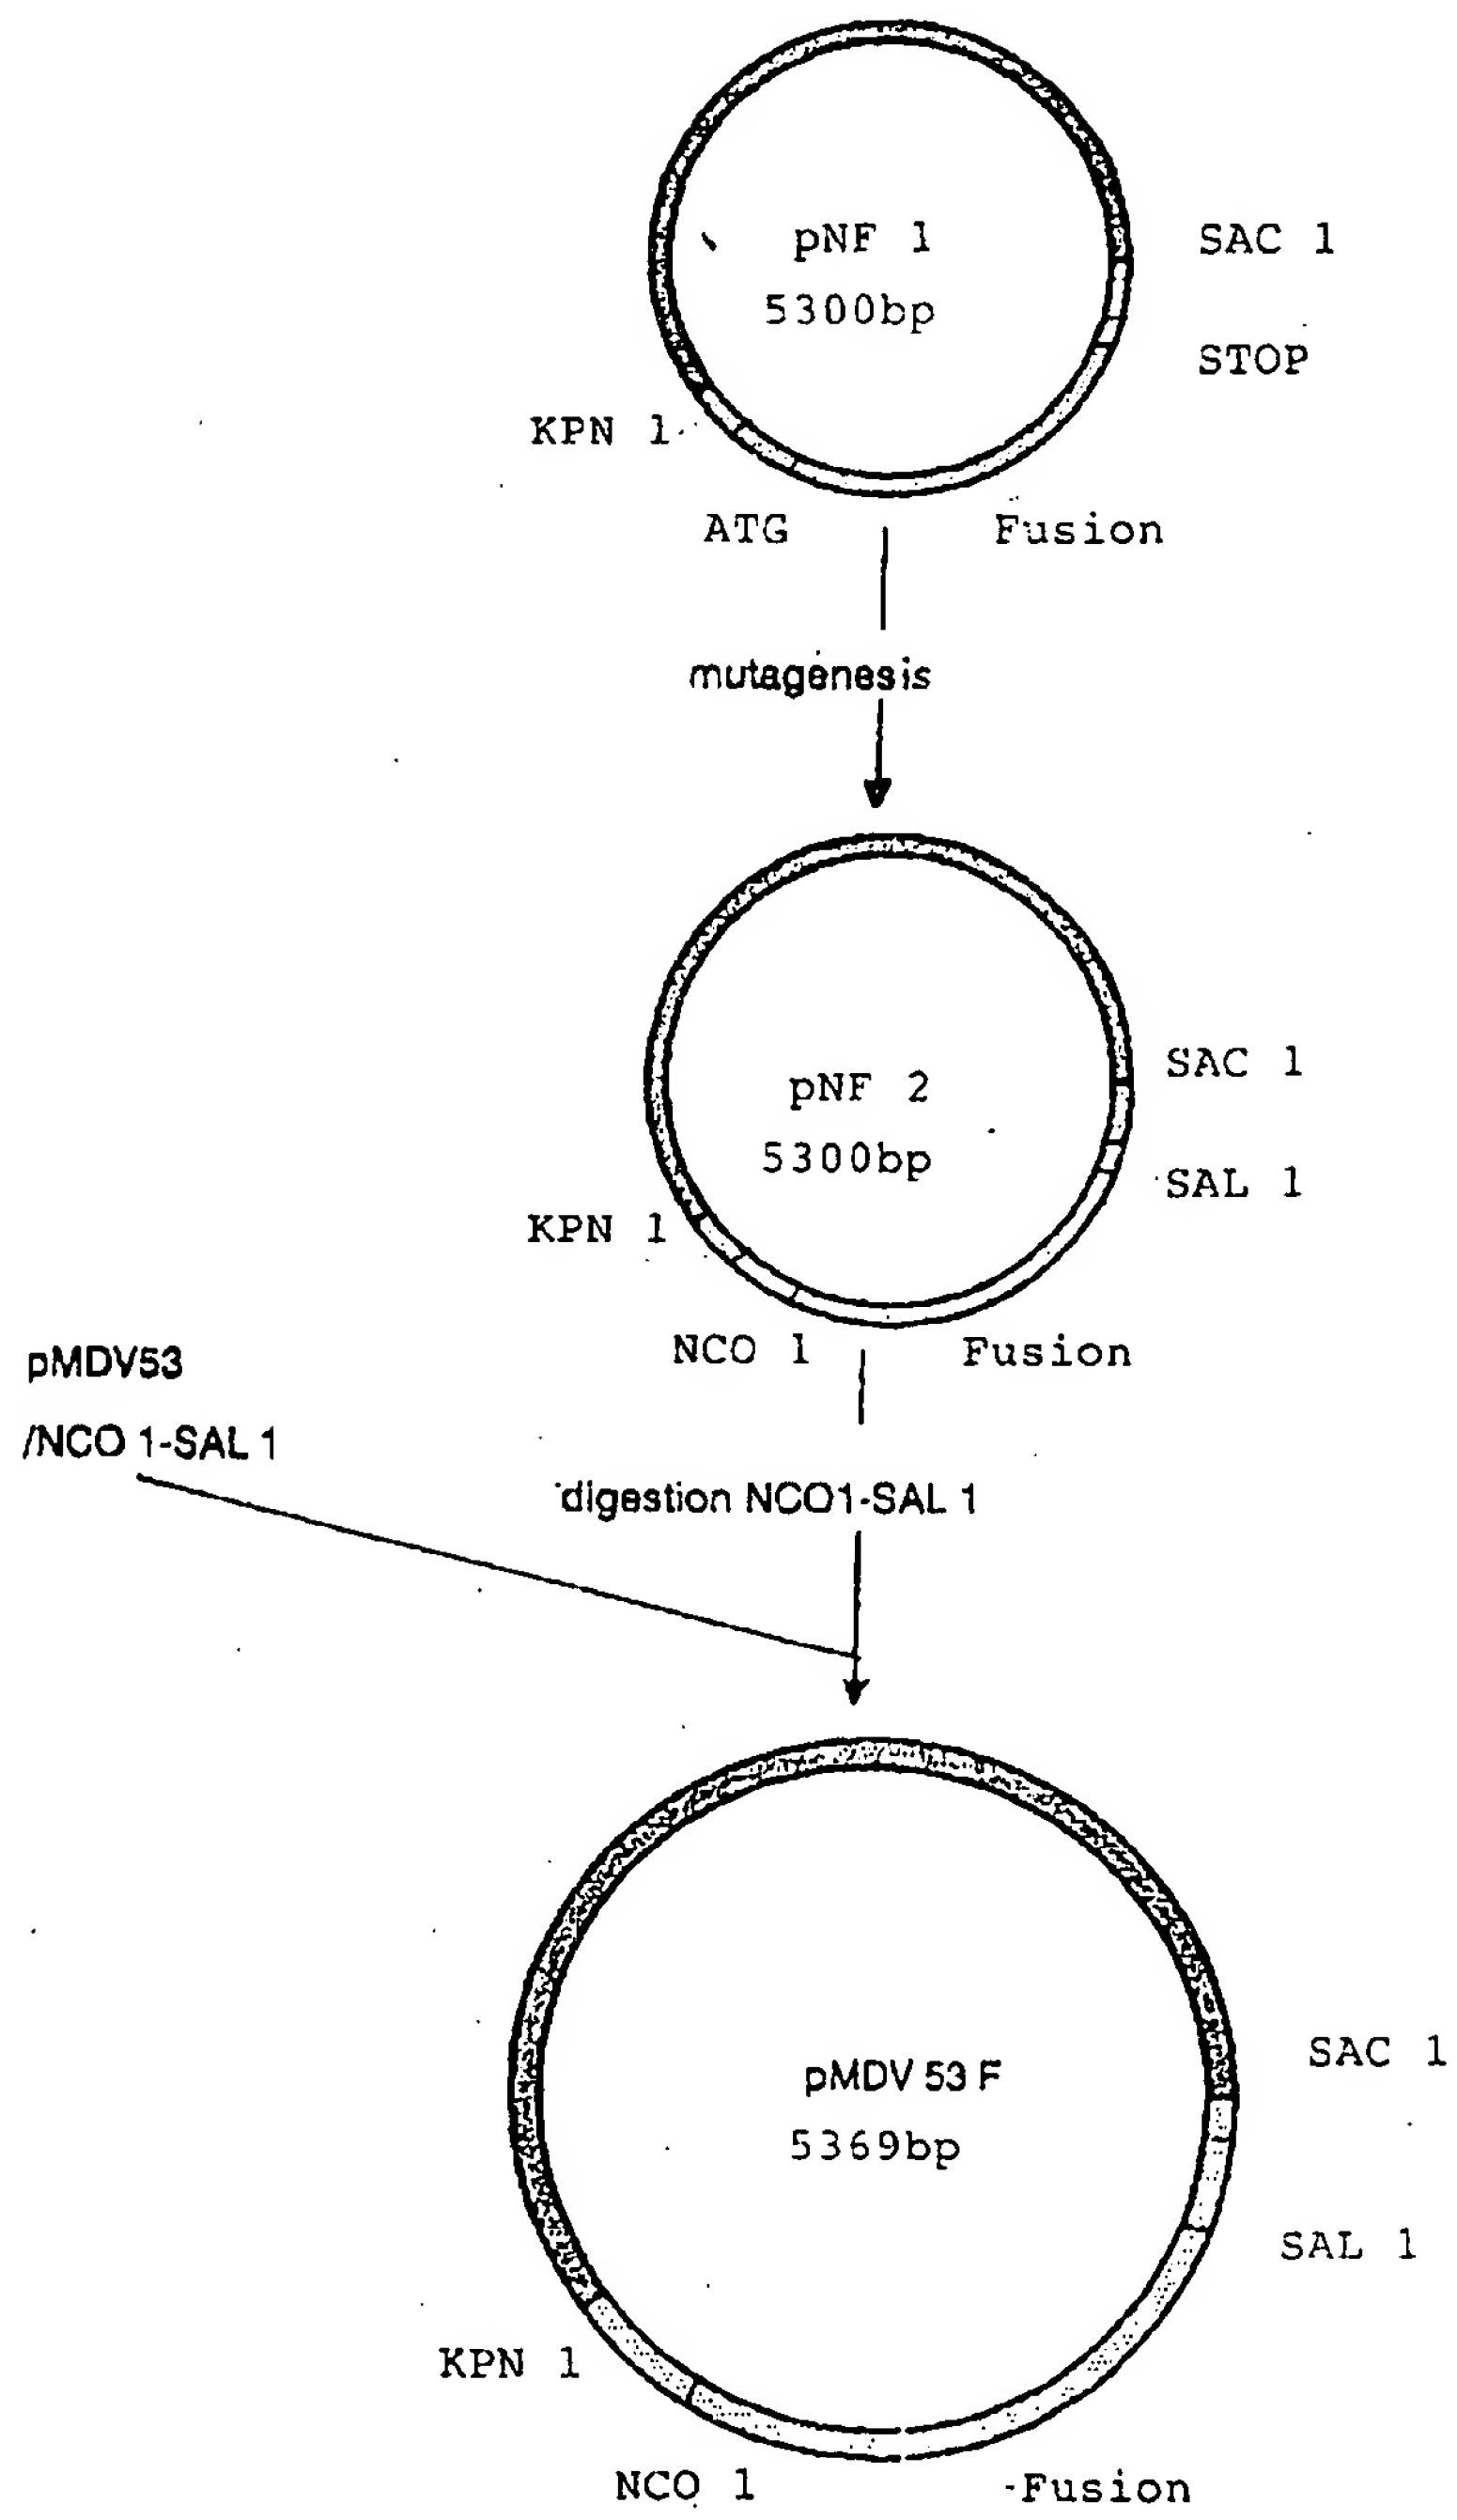 pNF 1
5300bp
SAC 1
STOP
KPN 1
ATG
Fusion
mutagenesis
pNF 2
5300bp
SAC 1
SAL 1
KPN 1
NCO 1
Fusion
pMDV53
/NCO 1-SAL 1
digestion NCO1-SAL 1
pMDV 53 F
5369bp
SAC 1
SAL 1
KPN 1
NCO 1
-Fusion